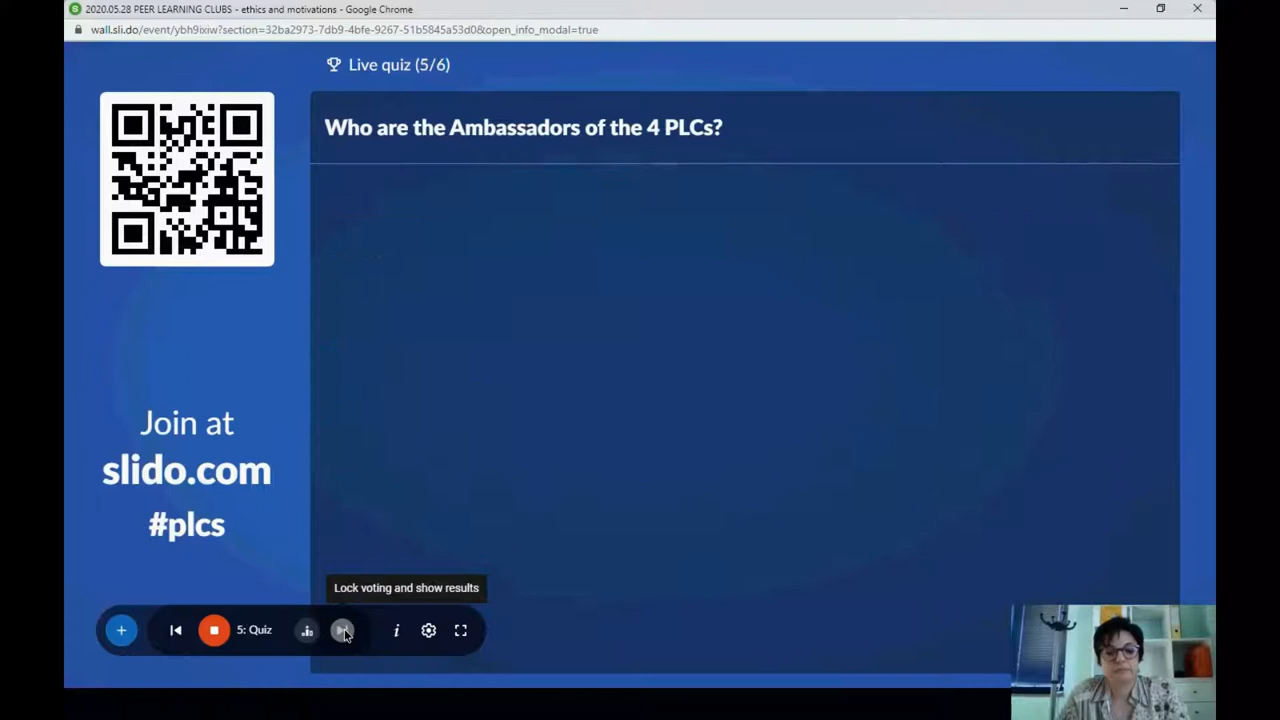 2020.05.28 PEER LEARNING CLUBS - ethics and motivations - Google Chrome
wall.sli.do/event/ybh9ixiw?section=32ba2973-7db9-4bfe-9267-51b5845a53d0&open_info_modal=true
Live quiz (5/6)
Who are the Ambassadors of the 4 PLCs?
Join at
slido.com
#plcs
Lock voting and show results
5: Quiz